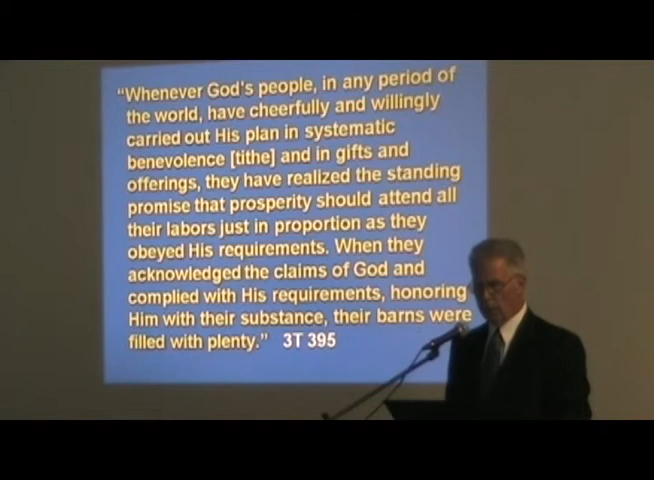 “Whenever God's people, in any period of
the world, have cheerfully and willingly
carried out His plan in systematic
benevolence [tithe] and in gifts and
offerings, they have realized the standing
promise that prosperity should attend all
their labors just in proportion as they
obeyed His requirements. When they
acknowledged the claims of God and
complied with His requirements, honoring
Him with their substance, their barns were
filled with plenty.” 3T 395